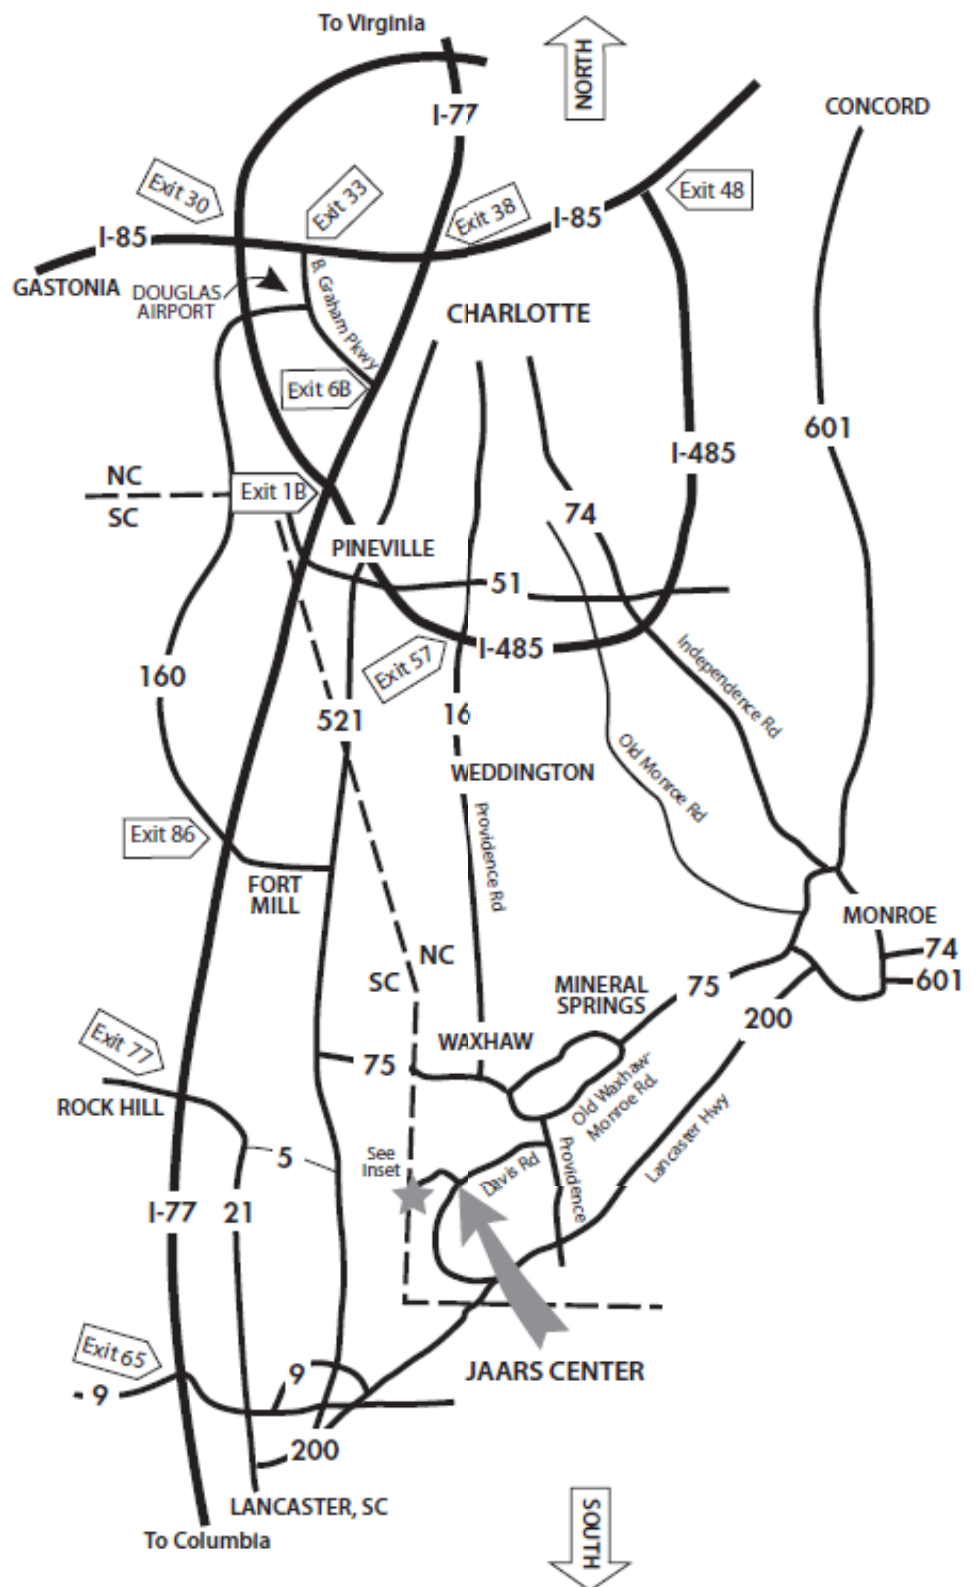 To Virginia
NORTH
I-77
CONCORD
Exit 30
Exit 33
Exit 38
Exit 48
I-85
I-85
GASTONIA
DOUGLAS
AIRPORT
B. Graham Pkwy
CHARLOTTE
Exit 6B
601
I-485
NC
SC
Exit 1B
74
PINEVILLE
51
I-485
Exit 57
Independence Rd
160
521
16
Old Monroe Rd
WEDDINGTON
Exit 86
Providence Rd
FORT
MILL
MONROE
74
601
NC
SC
MINERAL
SPRINGS
75
200
Exit 77
WAXHAW
75
ROCK HILL
Old Waxhaw-
Monroe Rd.
Lancaster Hwy
5
See
Inset
Davis Rd
Providence
I-77
21
Exit 65
JAARS CENTER
9
9
200
LANCASTER, SC
To Columbia
SOUTH